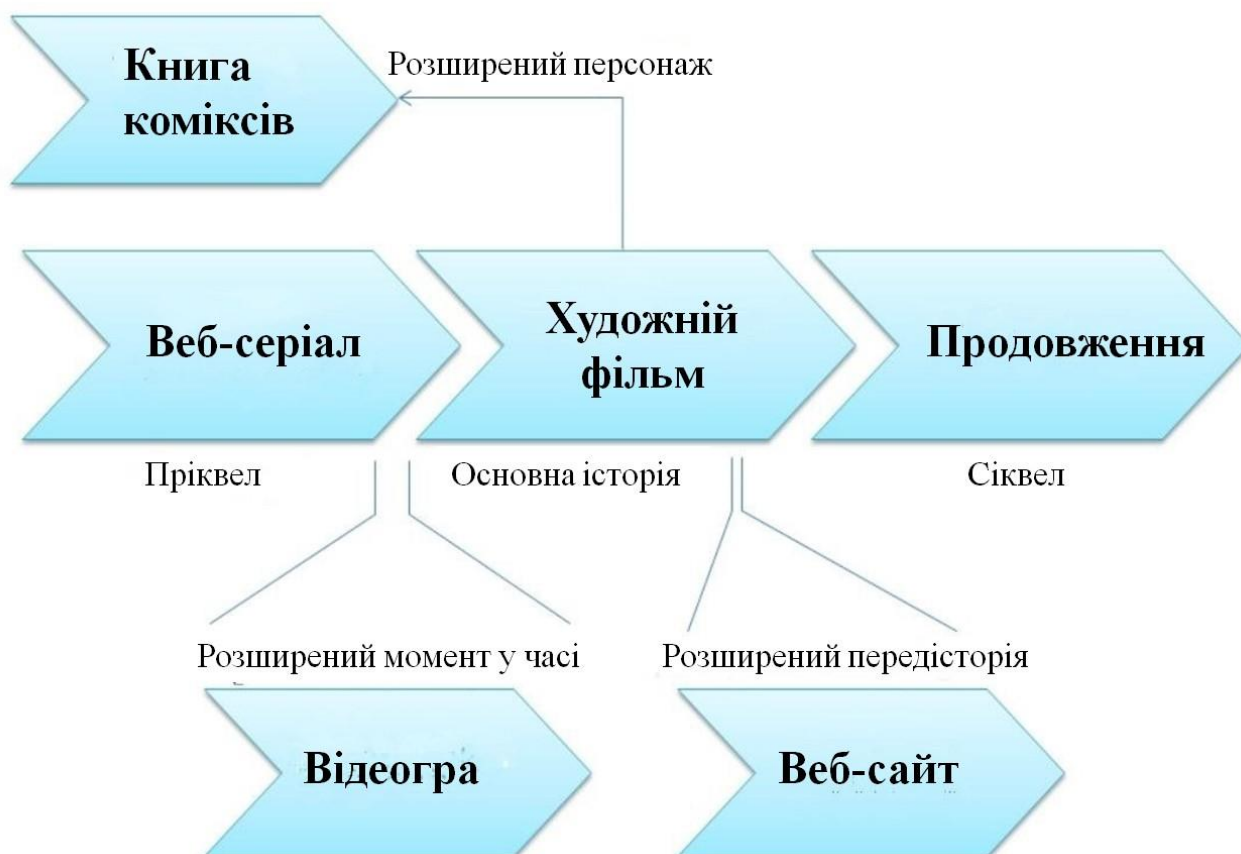 Книга
коміксів
Розширений персонаж
Веб-серіал
Художній
фільм
Продовження
Пріквел
Основна історія
Сіквел
Розширений момент у часі
Розширений передісторія
Відеогра
Веб-сайт